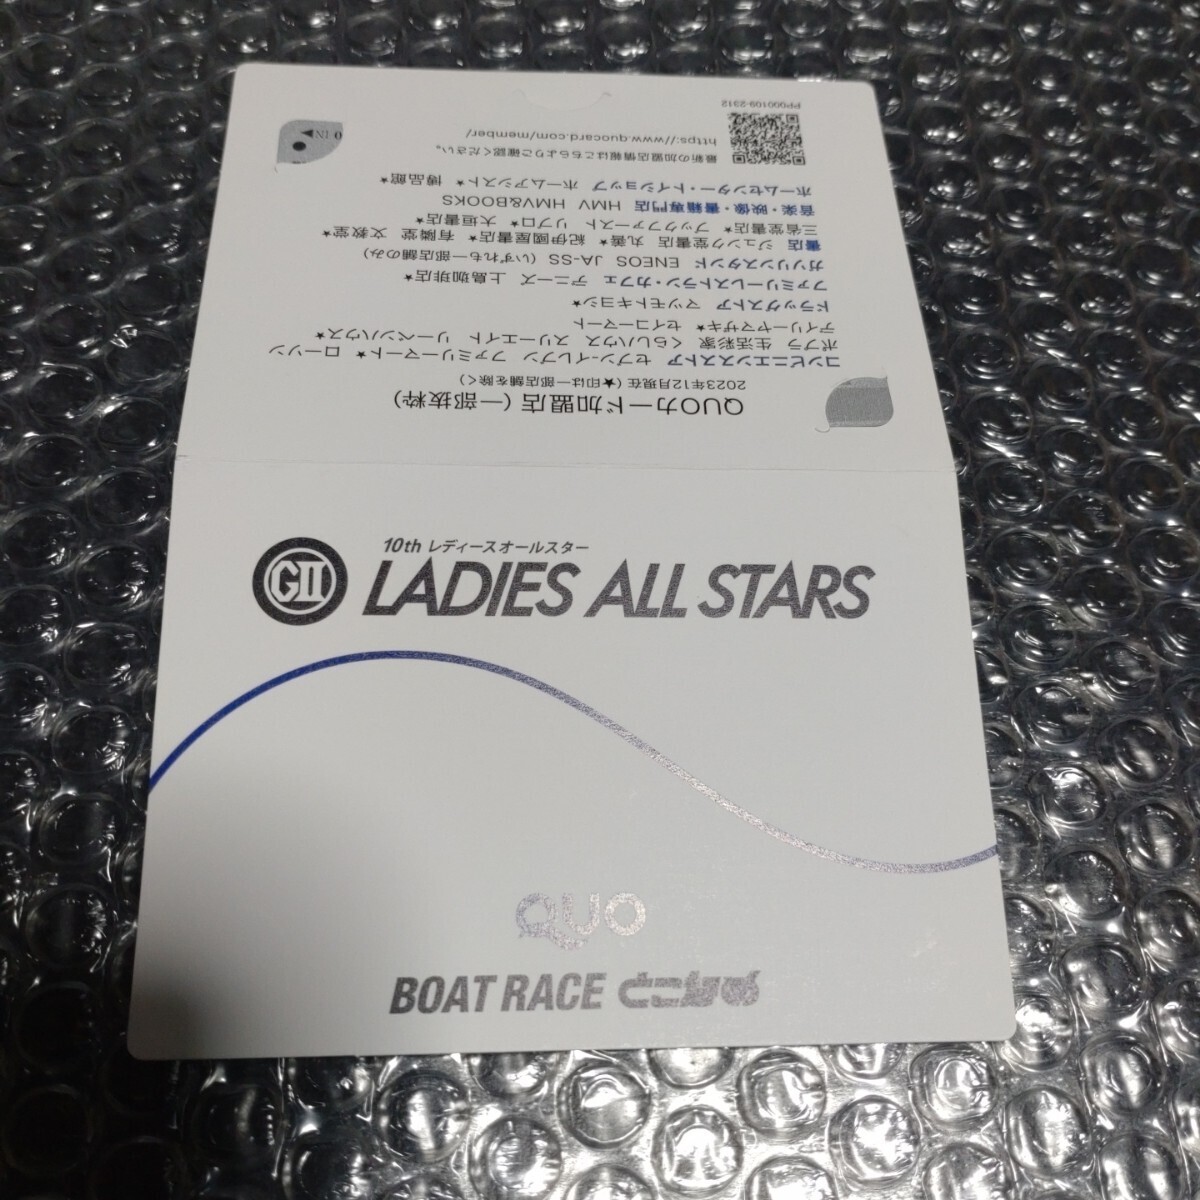 QUOカード加盟店（一部抜粋）
2023年12月現在（★印は一部店舗を除く）
コンビニエンスストア セブン-イレブン ファミリーマート★ ローソン
ポプラ 生活彩家 くらしハウス スリーエイト リーベンハウス★
デイリーヤマザキ★ セイコーマート
ドラッグストア マツモトキヨシ★
ファミリーレストラン・カフェ デニーズ 上島珈琲店★
ガソリンスタンド ENEOS JA-SS（いずれも一部店舗のみ）
書店 ジュンク堂書店 丸善★ 紀伊國屋書店★ 有隣堂 文教堂★
三省堂書店★ ブックファースト リブロ★ 大垣書店★
音楽・映像・書籍専門店 HMV HMV&BOOKS
ホームセンター・トイショップ ホームアシスト★ 博品館★
最新の加盟店情報はこちらよりご確認ください。
https://www.quocard.com/member/
PP000109-2312
0 IN
GII
10th レディースオールスター
LADIES ALL STARS
QUO
BOAT RACE とこなめ